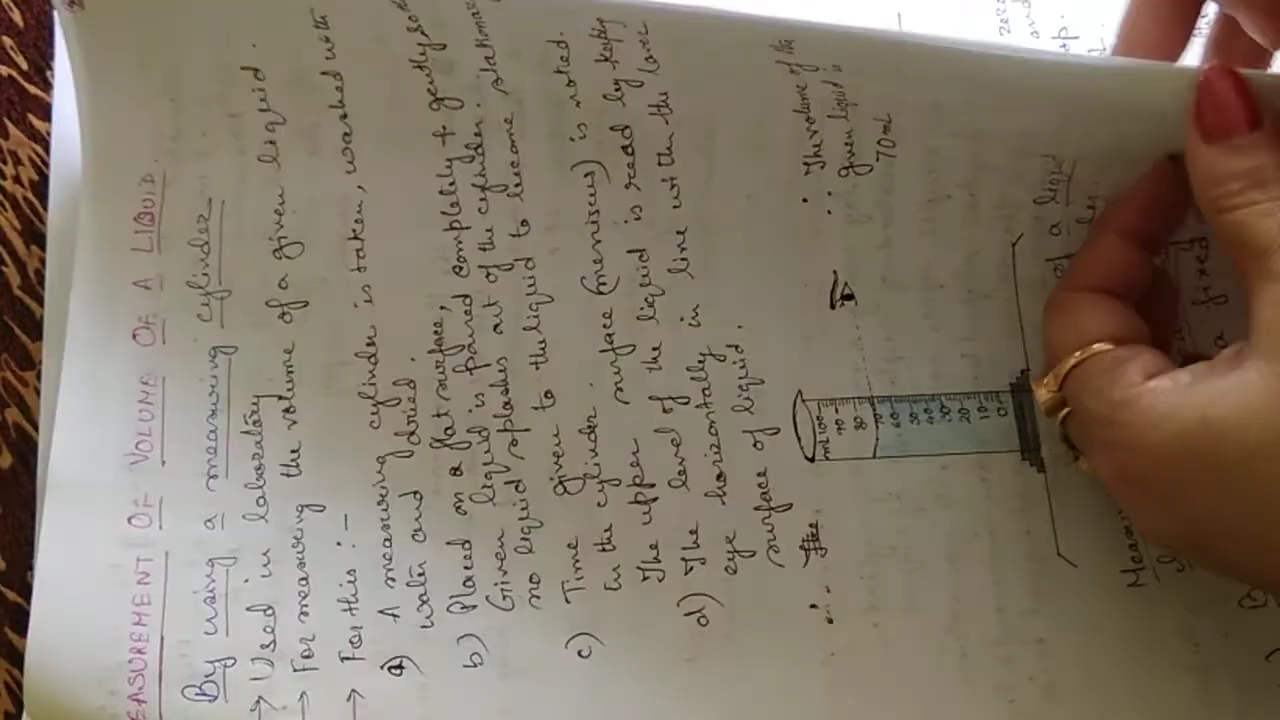 EASUREMENT OF VOLUME OF A LIQUID.
By using a measuring cylinder
→ Used in laboratory
→ For measuring the volume of a given liquid.
→ For this :-
a) A measuring cylinder is taken, washed with
water and dried.
b) Placed on a flat surface,
Given liquid is poured completely + gently so
no liquid splashes out of the cylinder.
c) Time given to the liquid to become stationary
in the cylinder.
The upper surface (meniscus) is noted.
d) The level of the liquid is read by keeping
eye horizontally in line with the lower
surface of liquid.
∴ The volume of the
given liquid is
70 mL
ml 100
90
80
70
60
50
40
30
20
10
0
of a liquid
Measu
a fixed